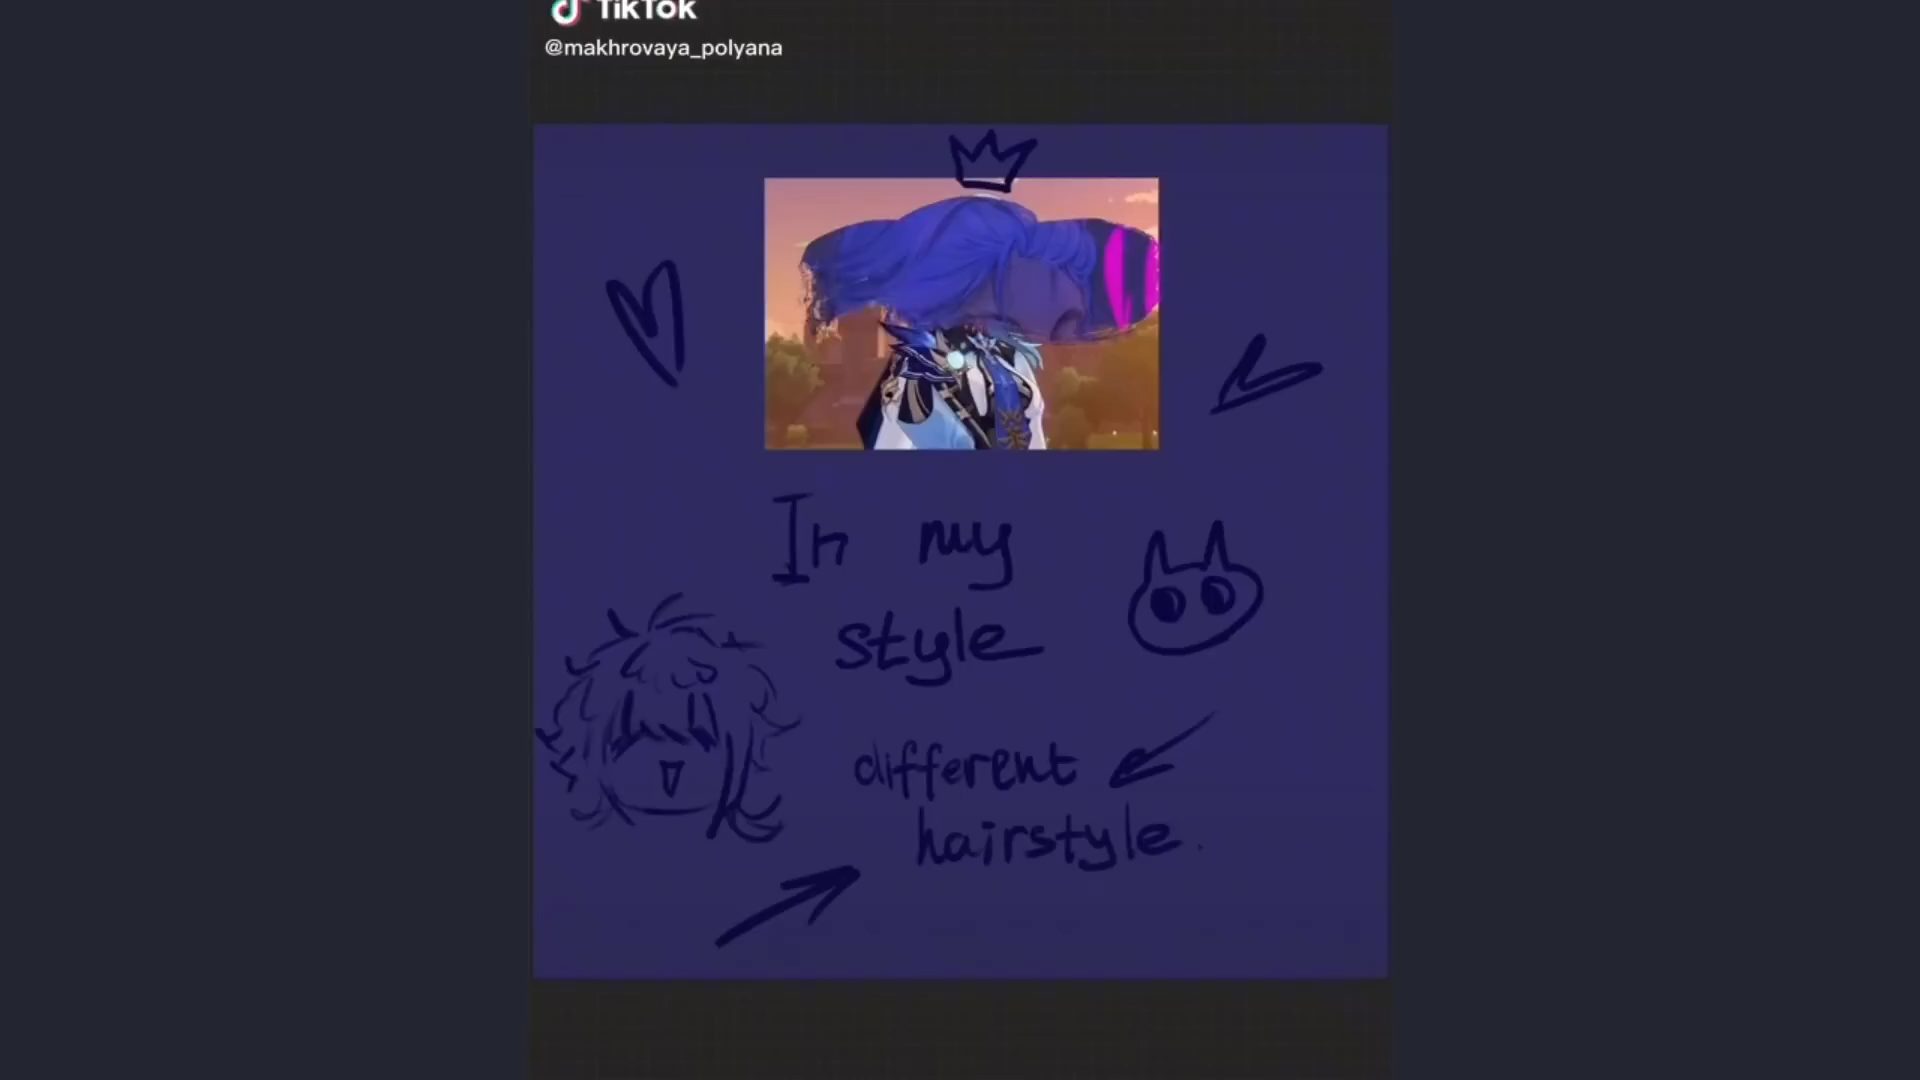 TikTok
@makhrovaya_polyana
In my
style
different
hairstyle.